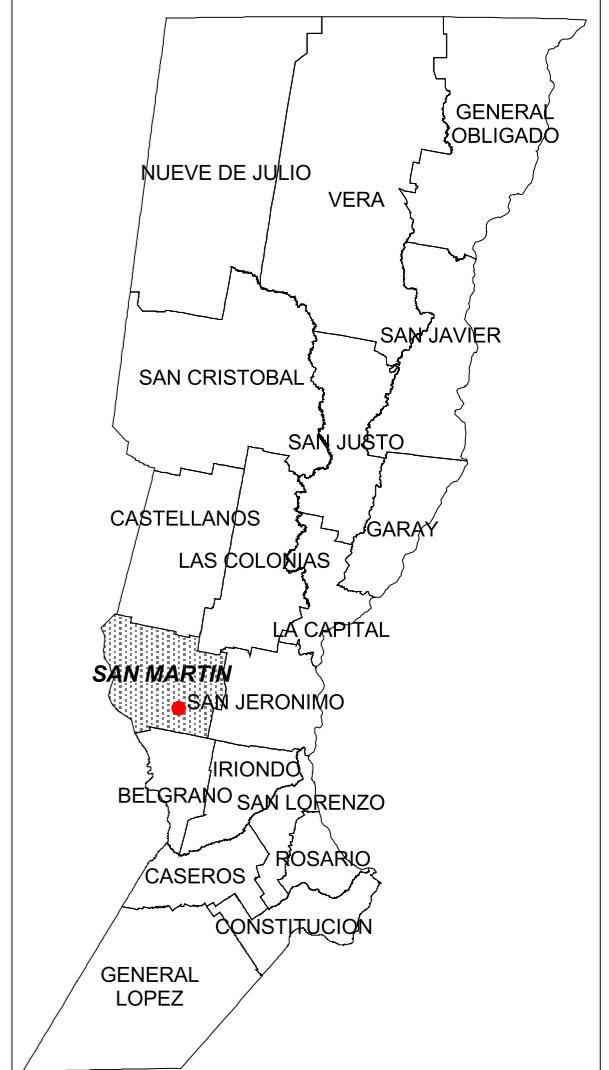 GENERAL
OBLIGADO
NUEVE DE JULIO
VERA
SAN JAVIER
SAN CRISTOBAL
SAN JUSTO
CASTELLANOS
GARAY
LAS COLONIAS
LA CAPITAL
SAN MARTIN
SAN JERONIMO
IRIONDO
BELGRANO
SAN LORENZO
ROSARIO
CASEROS
CONSTITUCION
GENERAL
LOPEZ